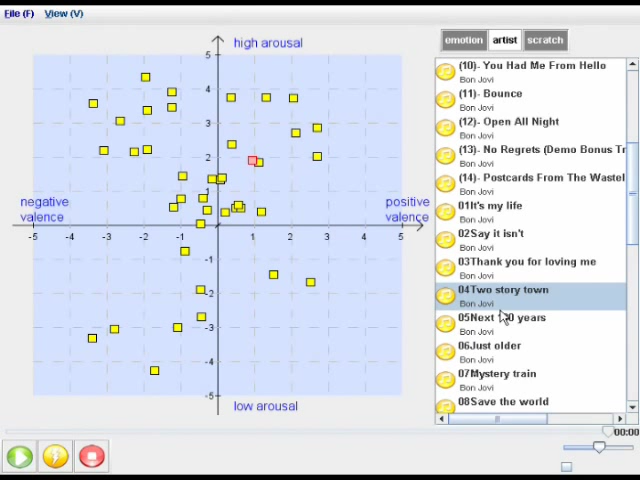 File (F) View (V)
emotion artist scratch
high arousal
low arousal
negative
valence
positive
valence
5
4
3
2
1
-1
-2
-3
-4
-5
-5 -4 -3 -2 -1 1 2 3 4 5
(10)- You Had Me From Hello
Bon Jovi
(11)- Bounce
Bon Jovi
(12)- Open All Night
Bon Jovi
(13)- No Regrets (Demo Bonus Tr
Bon Jovi
(14)- Postcards From The Wastel
Bon Jovi
01It's my life
Bon Jovi
02Say it isn't
Bon Jovi
03Thank you for loving me
Bon Jovi
04Two story town
Bon Jovi
05Next 100 years
Bon Jovi
06Just older
Bon Jovi
07Mystery train
Bon Jovi
08Save the world
00:00